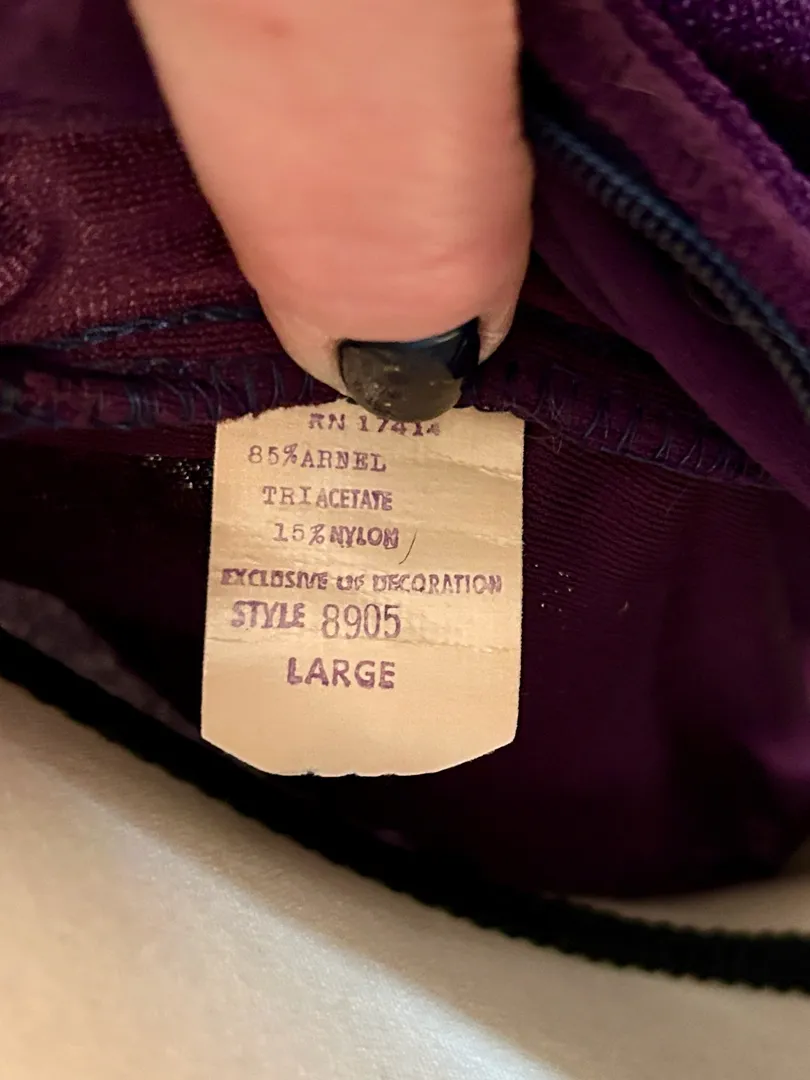 RN 17414
85%ARNEL
TRIACETATE
15%NYLON
EXCLUSIVE OF DECORATION
STYLE 8905
LARGE